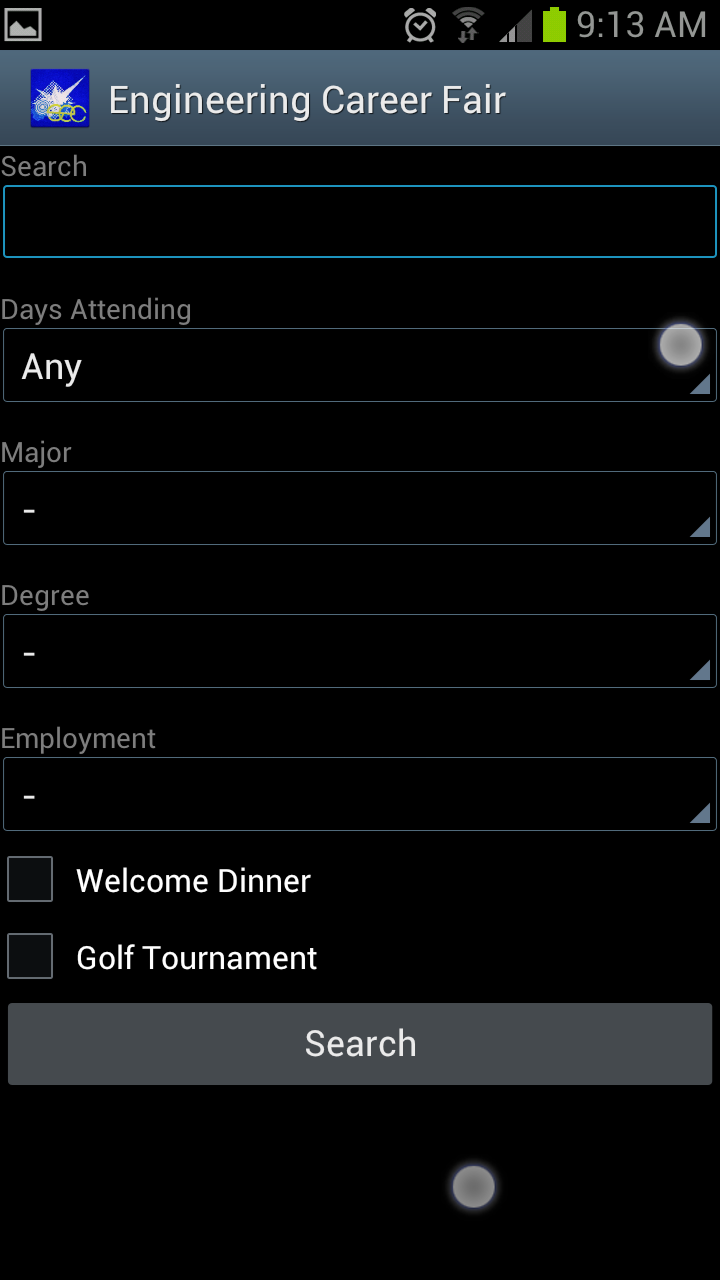 9:13 AM
Engineering Career Fair
Search
Days Attending
Any
Major
-
Degree
-
Employment
-
Welcome Dinner
Golf Tournament
Search